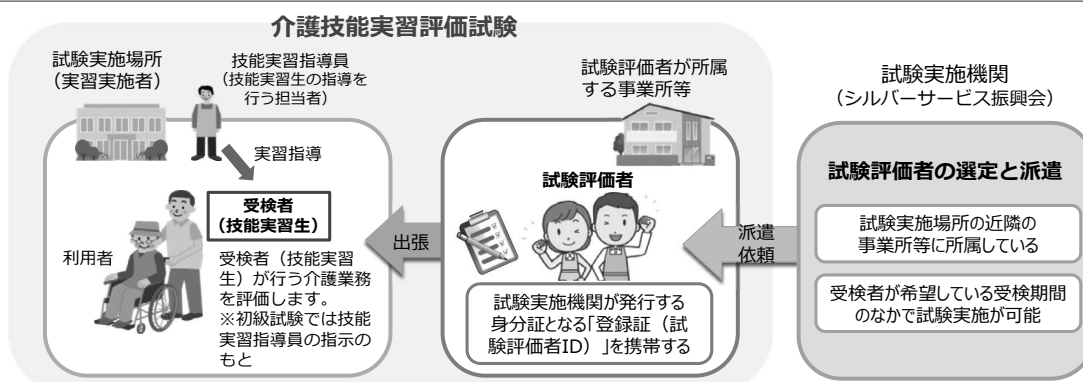 介護技能実習評価試験
試験実施場所
（実習実施者）
技能実習指導員
（技能実習生の指導を
行う担当者）
実習指導
利用者
受検者
（技能実習生）
受検者（技能実習
生）が行う介護業務
を評価します。
※初級試験では技能
実習指導員の指示の
もと
出張
試験評価者が所属
する事業所等
試験評価者
試験実施機関が発行する
身分証となる「登録証（試
験評価者ID）」を携帯する
派遣
依頼
試験実施機関
（シルバーサービス振興会）
試験評価者の選定と派遣
試験実施場所の近隣の
事業所等に所属している
受検者が希望している受検期間
のなかで試験実施が可能